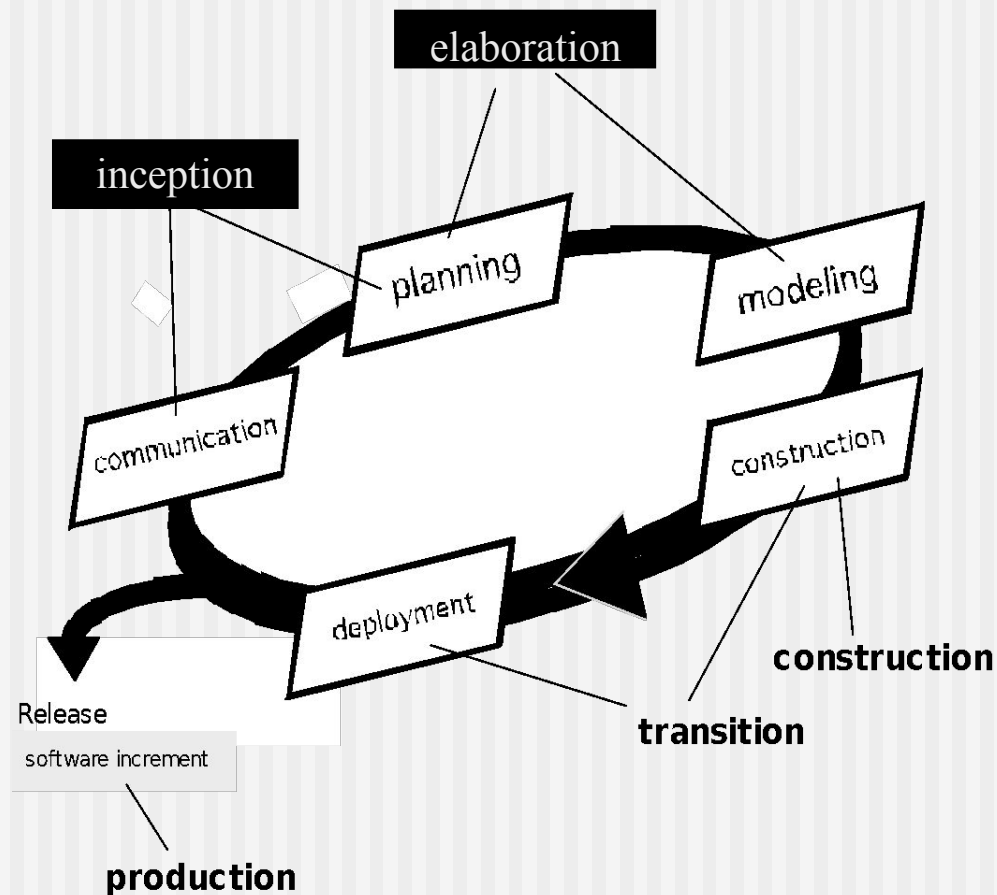 elaboration
inception
planning
modeling
communication
construction
deployment
construction
Release
transition
software increment
production